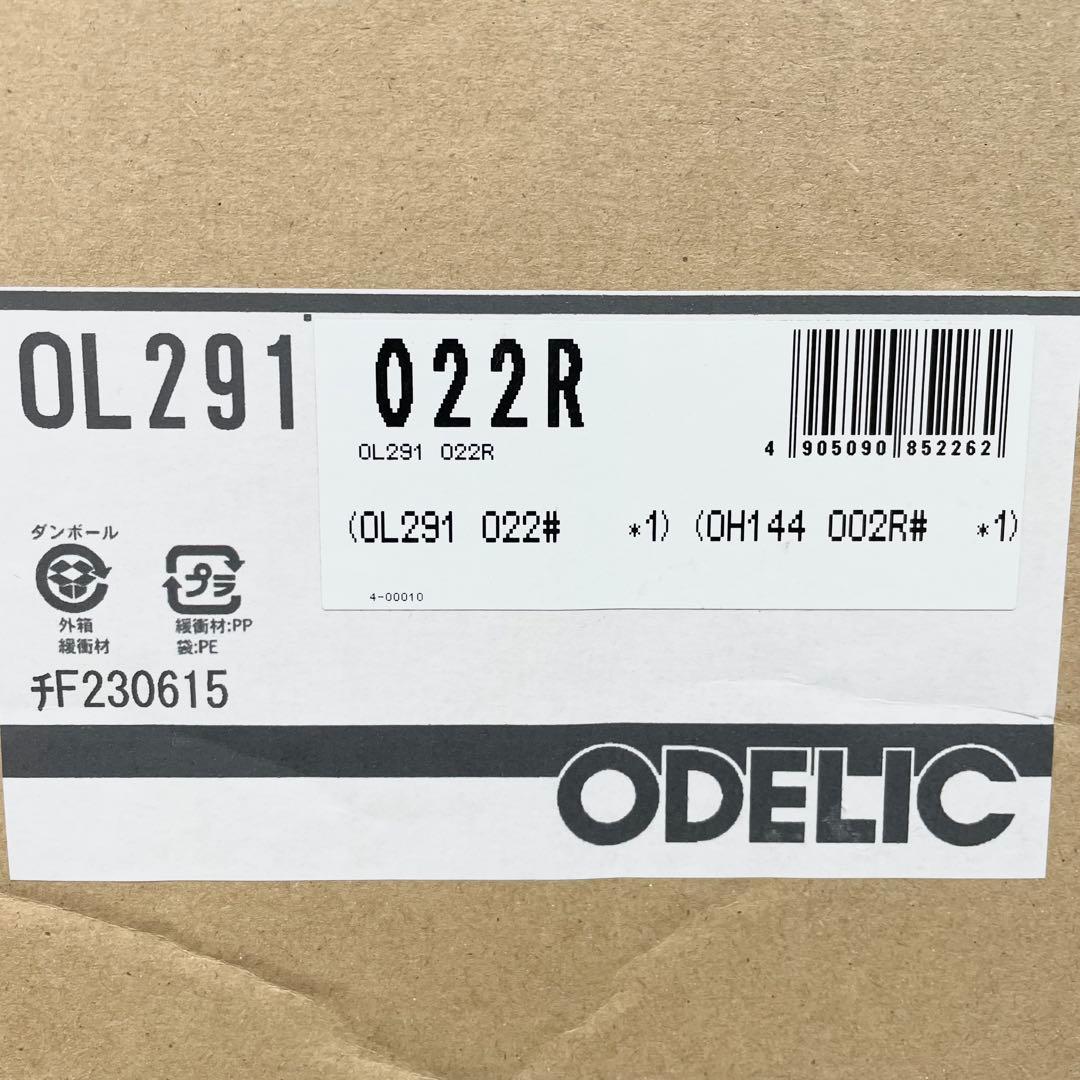 OL291 022R
OL291 022R
4 905090 852262
(OL291 022# *1) (OH144 002R# *1)
4-00010
ダンボール
プラ
外箱
緩衝材
緩衝材:PP
袋:PE
チF230615
ODELIC